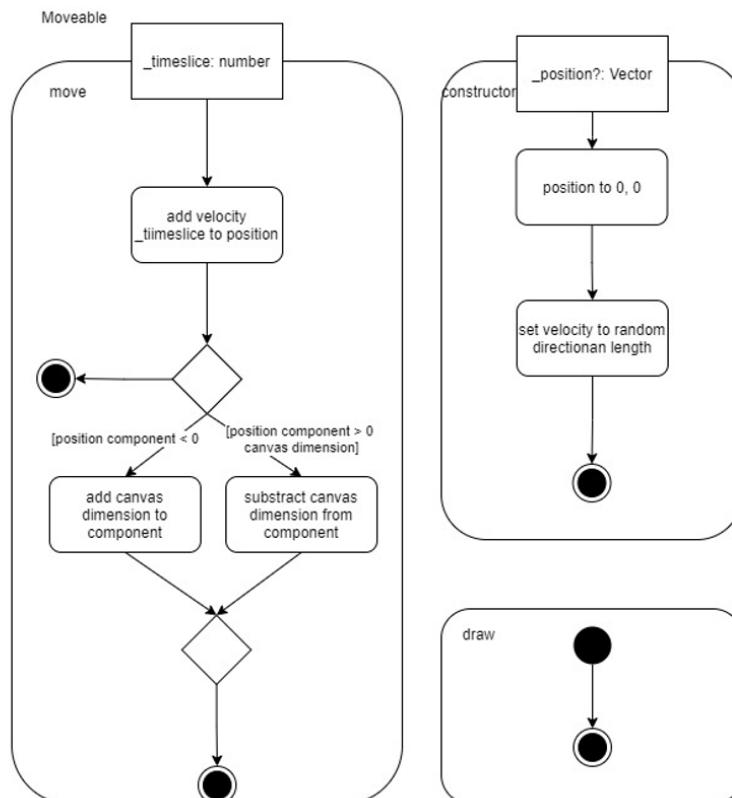 Moveable
_timeslice: number
move
add velocity
_tiimeslice to position
[position component < 0
[position component > 0
canvas dimension]
add canvas
dimension to
component
substract canvas
dimension from
component
_position?: Vector
constructor
position to 0, 0
set velocity to random
directionan length
draw